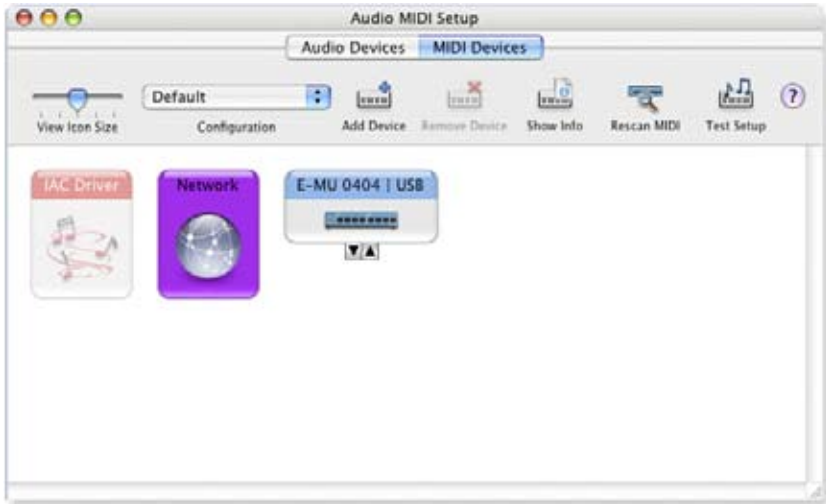 Audio MIDI Setup
Audio Devices MIDI Devices
Default
View Icon Size Configuration Add Device Remove Device Show Info Rescan MIDI Test Setup ?
IAC Driver Network E-MU 0404 | USB